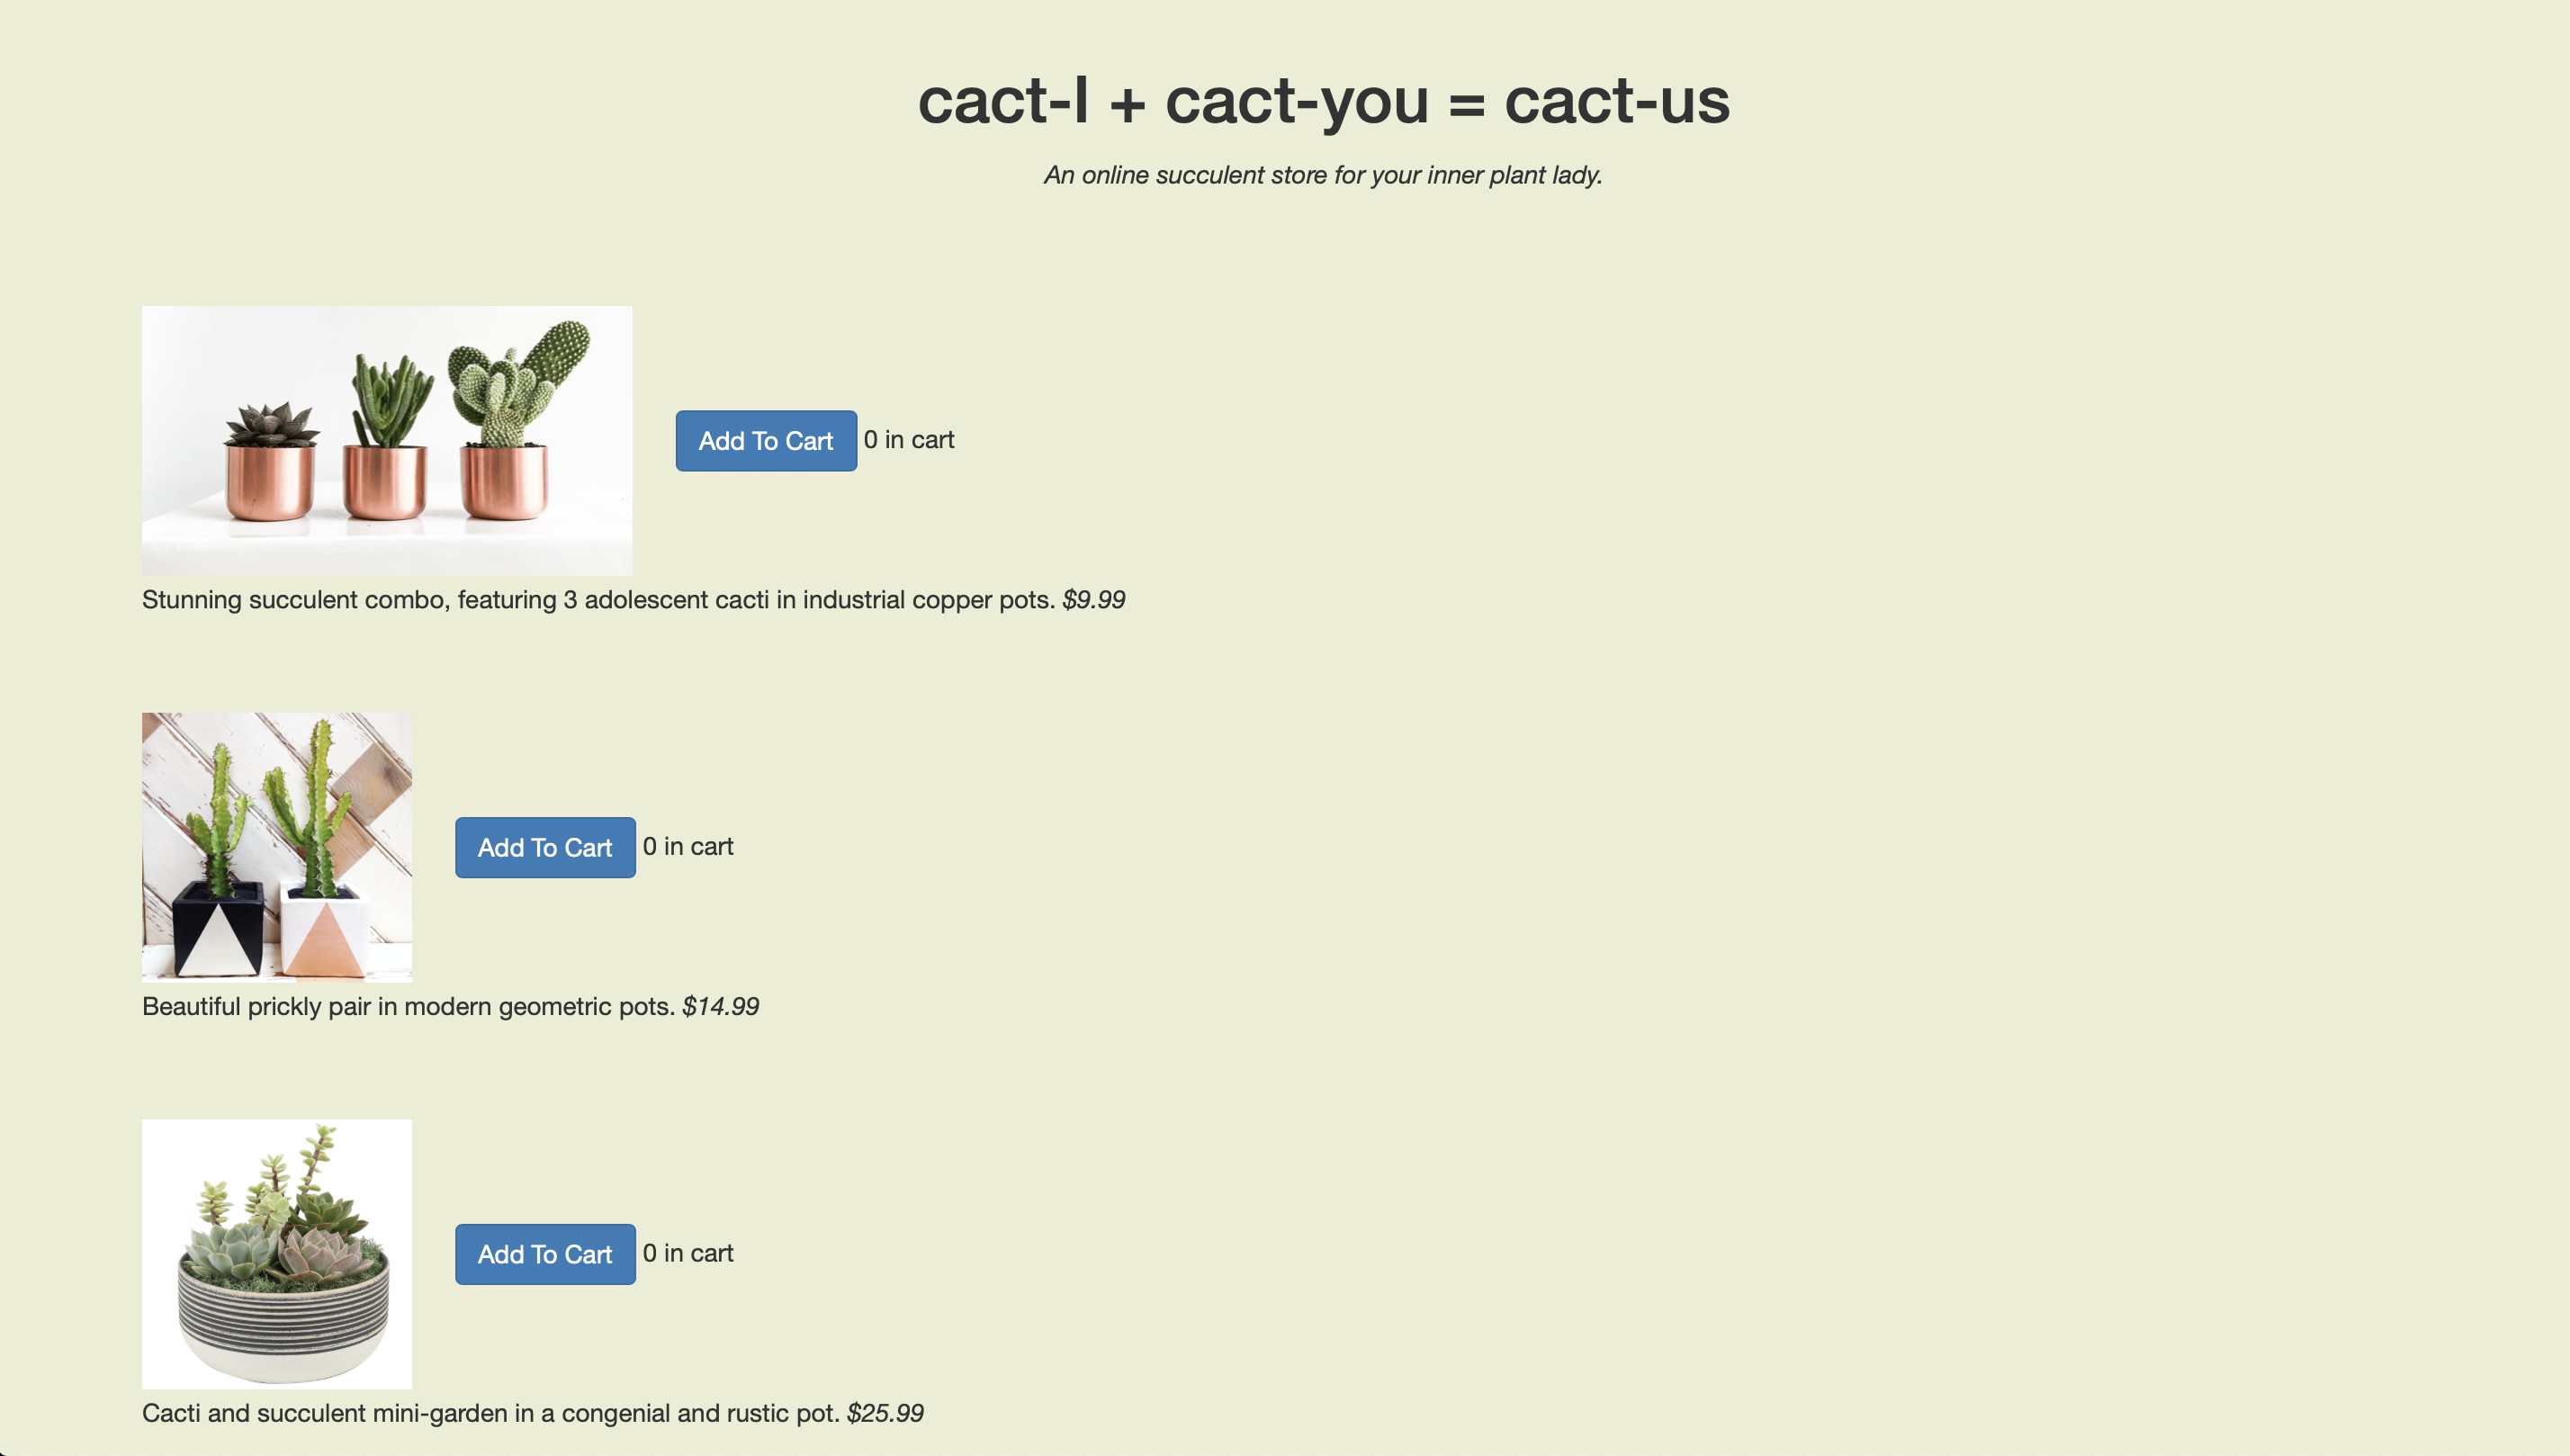 cact-I + cact-you = cact-us
An online succulent store for your inner plant lady.
Add To Cart 0 in cart
Stunning succulent combo, featuring 3 adolescent cacti in industrial copper pots. $9.99
Add To Cart 0 in cart
Beautiful prickly pair in modern geometric pots. $14.99
Add To Cart 0 in cart
Cacti and succulent mini-garden in a congenial and rustic pot. $25.99